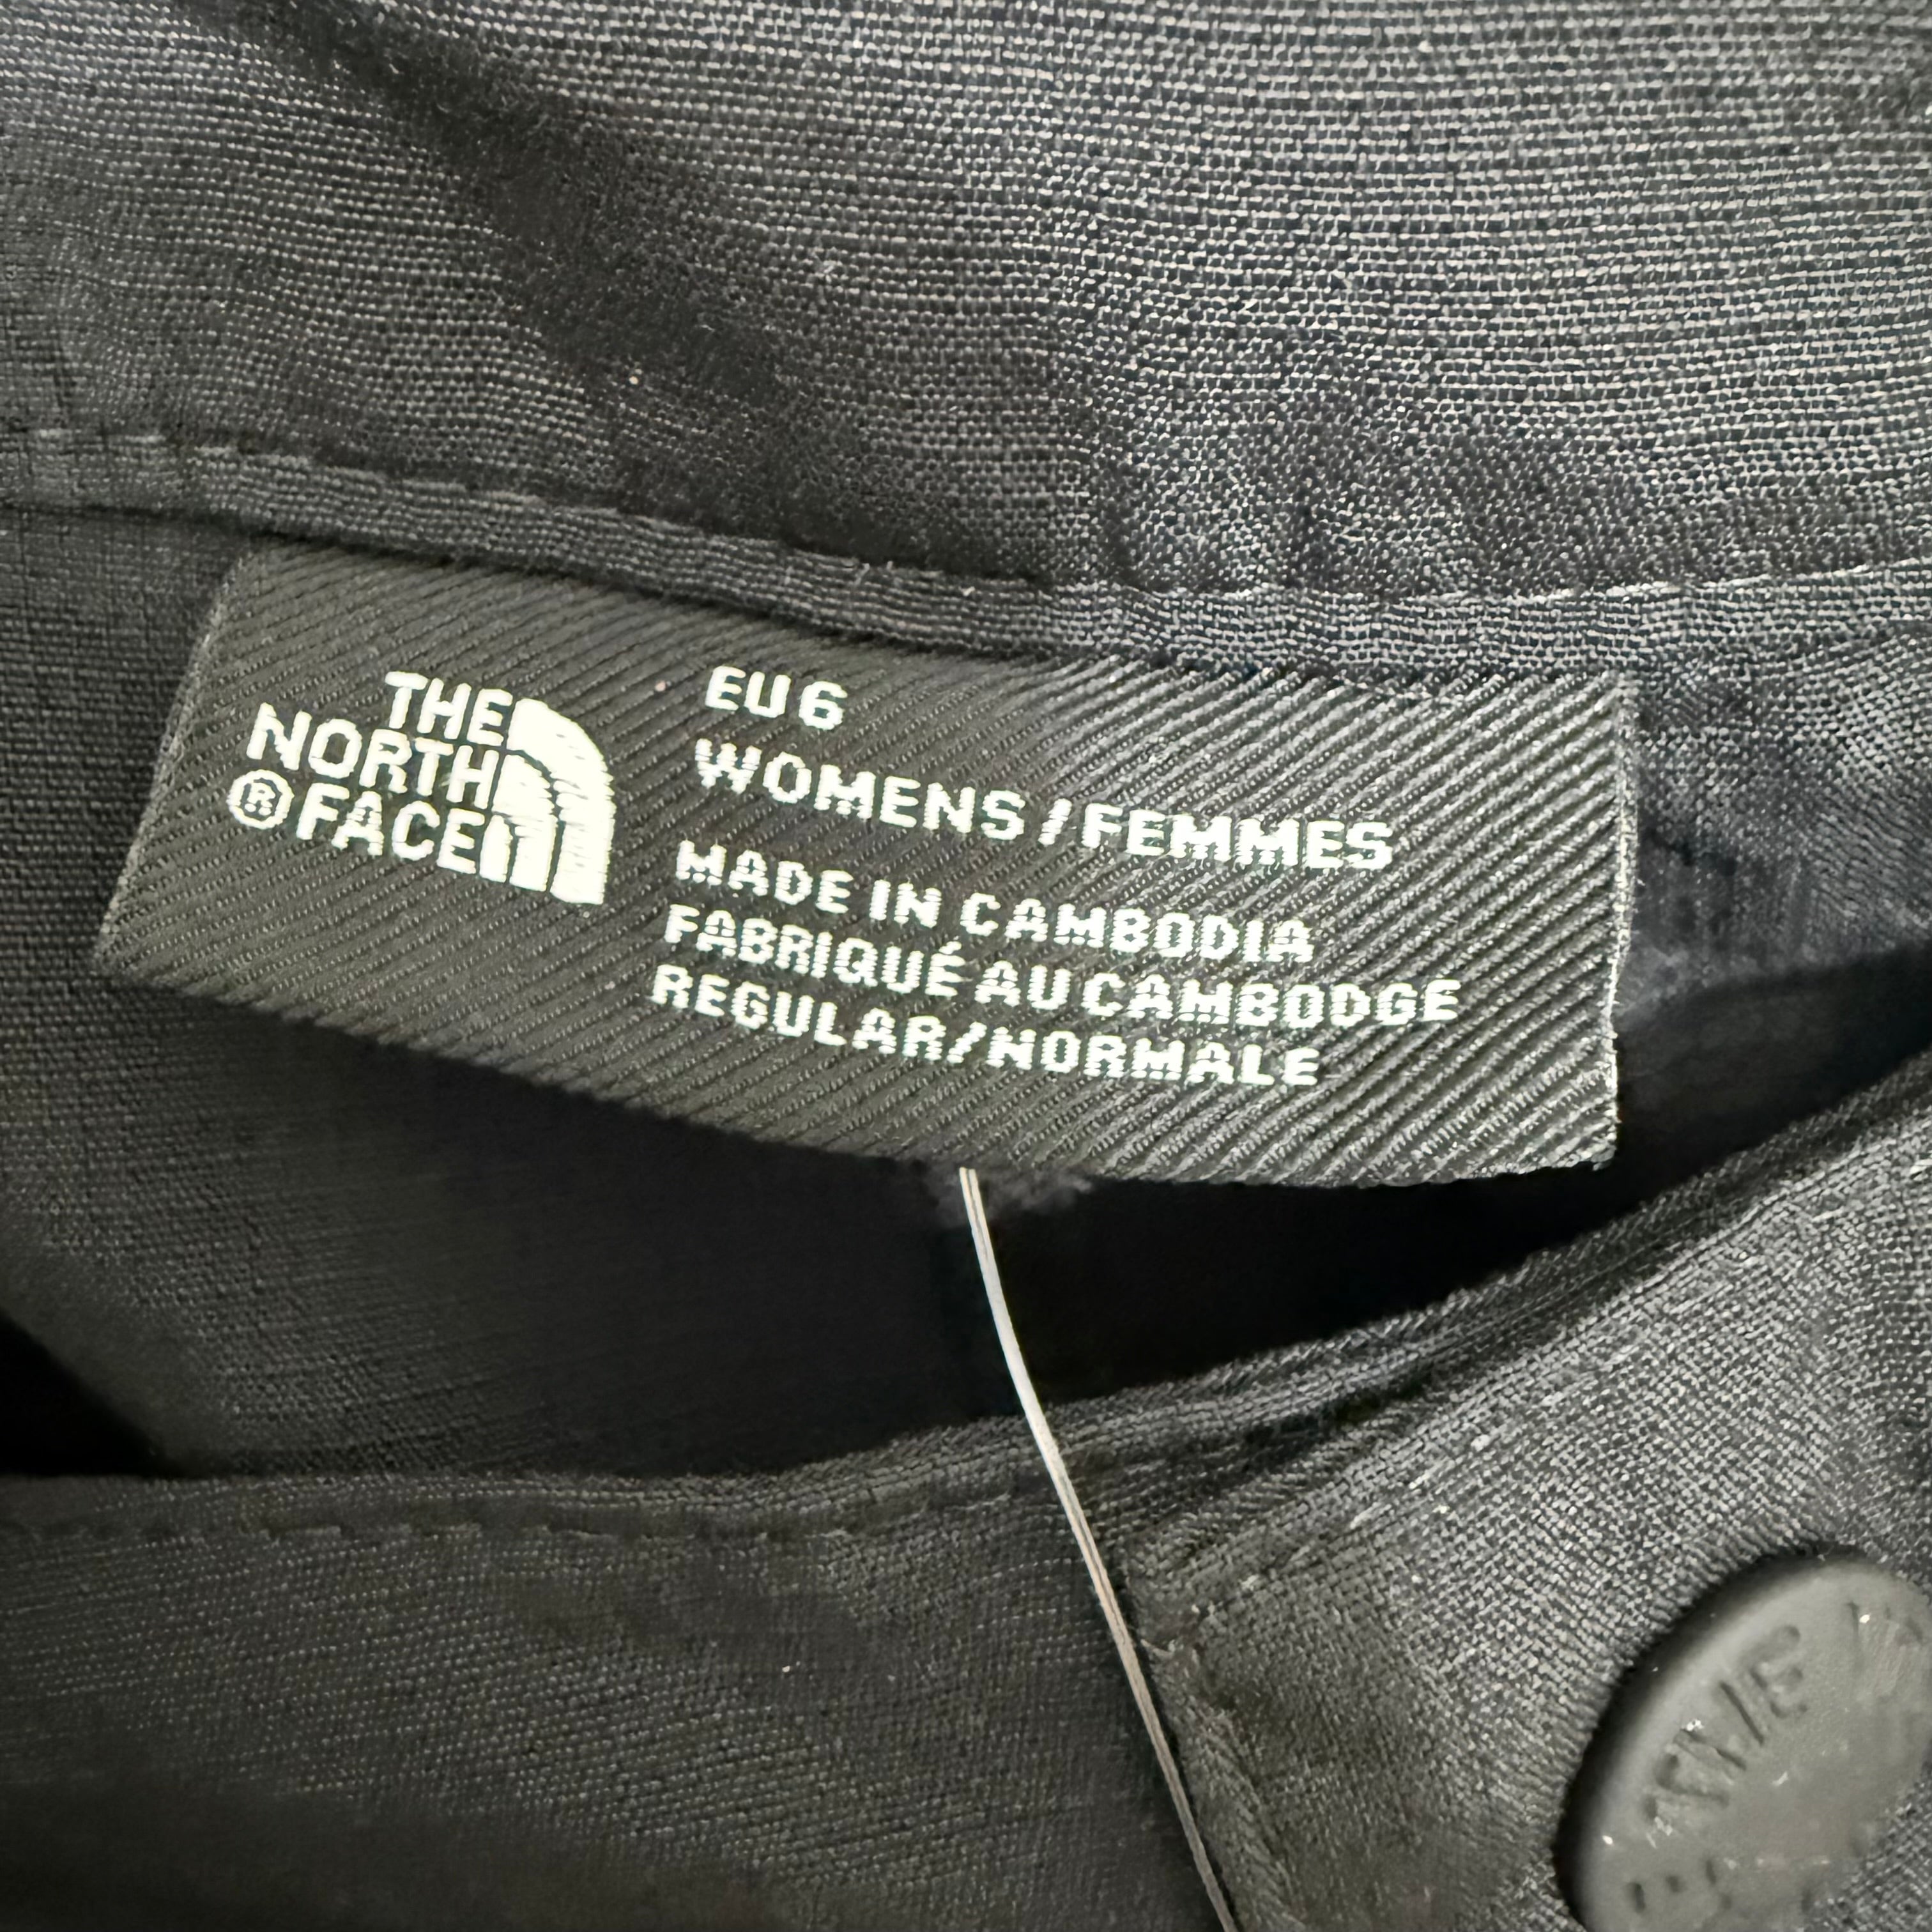 THE
NORTH
®FACE
EU 6
WOMENS / FEMMES
MADE IN CAMBODIA
FABRIQUÉ AU CAMBODGE
REGULAR/NORMALE